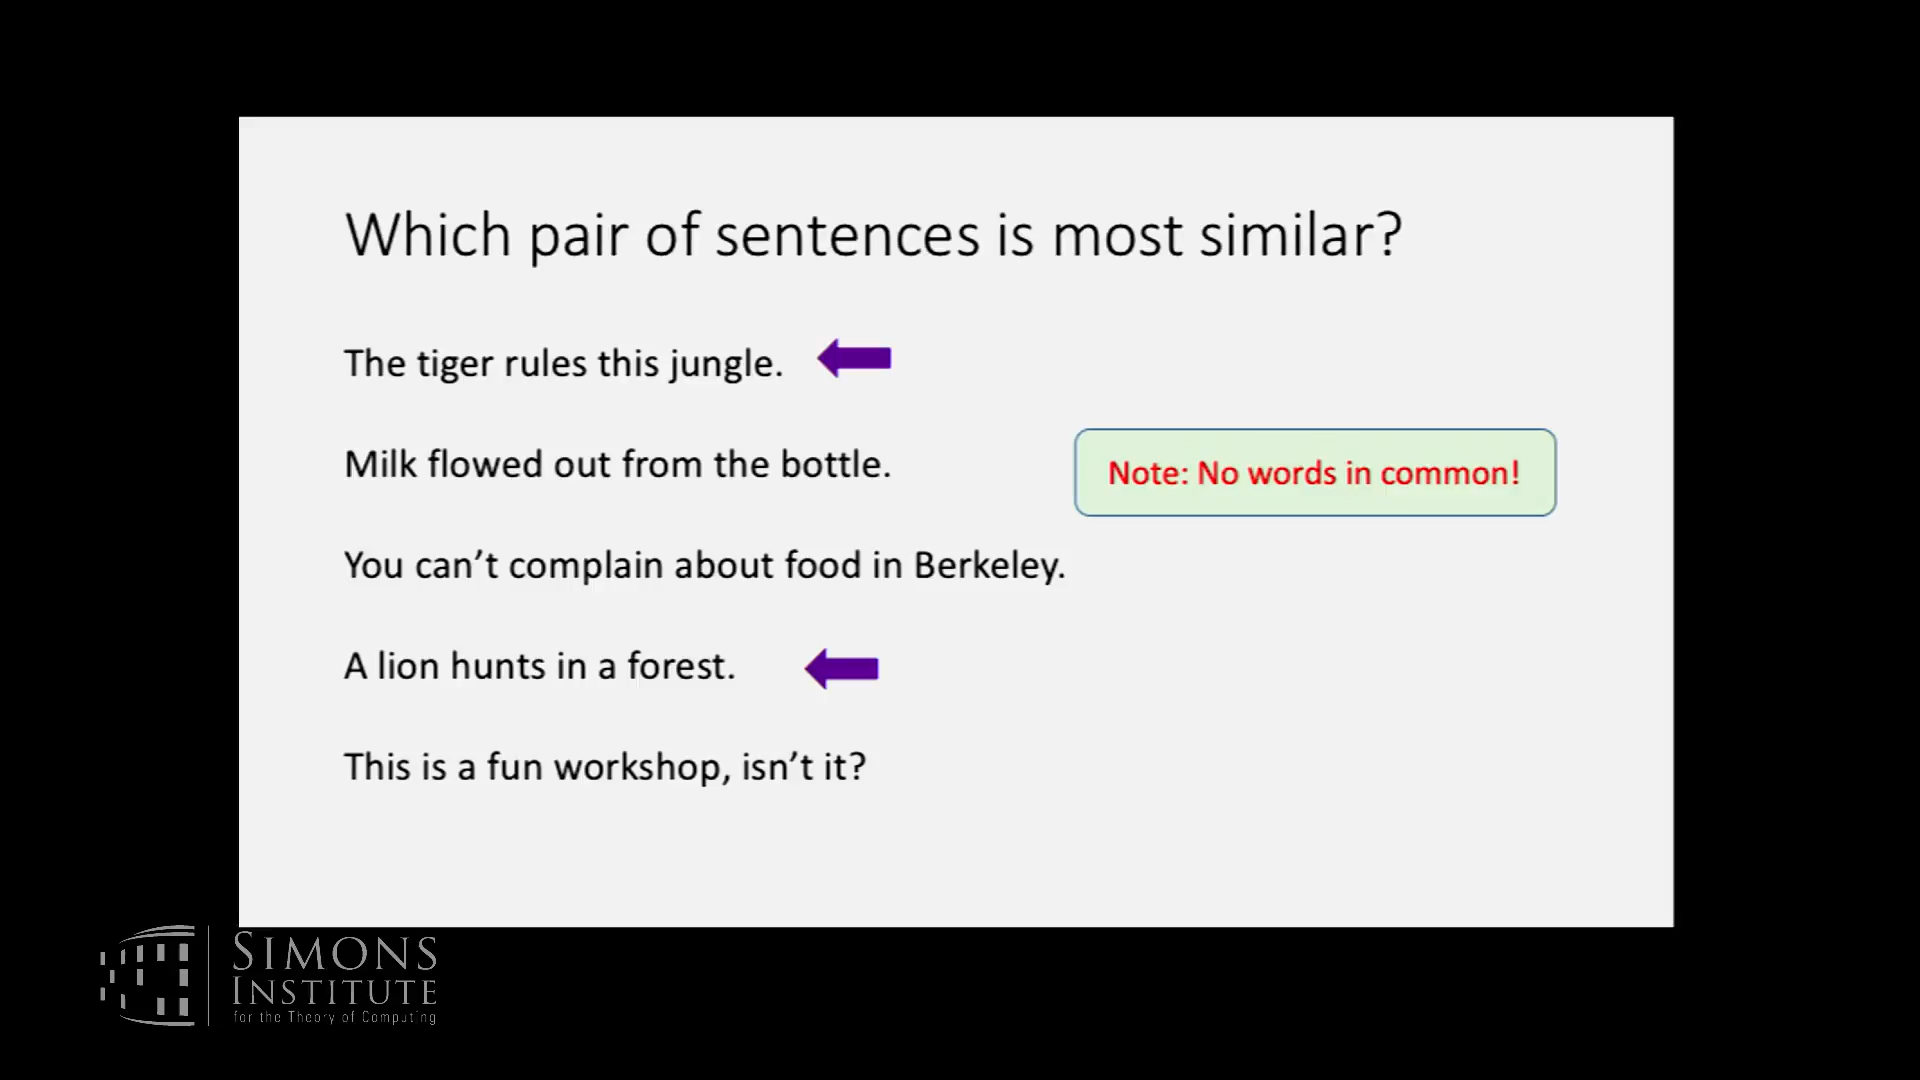 Which pair of sentences is most similar?
The tiger rules this jungle.
Milk flowed out from the bottle.
Note: No words in common!
You can’t complain about food in Berkeley.
A lion hunts in a forest.
This is a fun workshop, isn’t it?
SIMONS
INSTITUTE
for the Theory of Computing